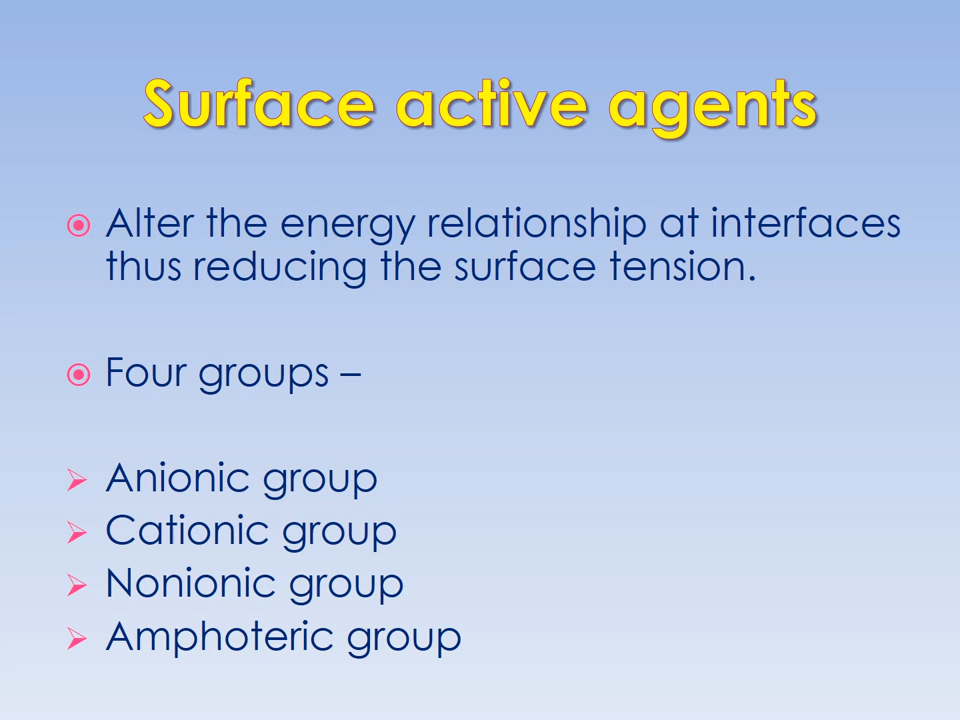 Surface active agents
Alter the energy relationship at interfaces
thus reducing the surface tension.
Four groups –
Anionic group
Cationic group
Nonionic group
Amphoteric group